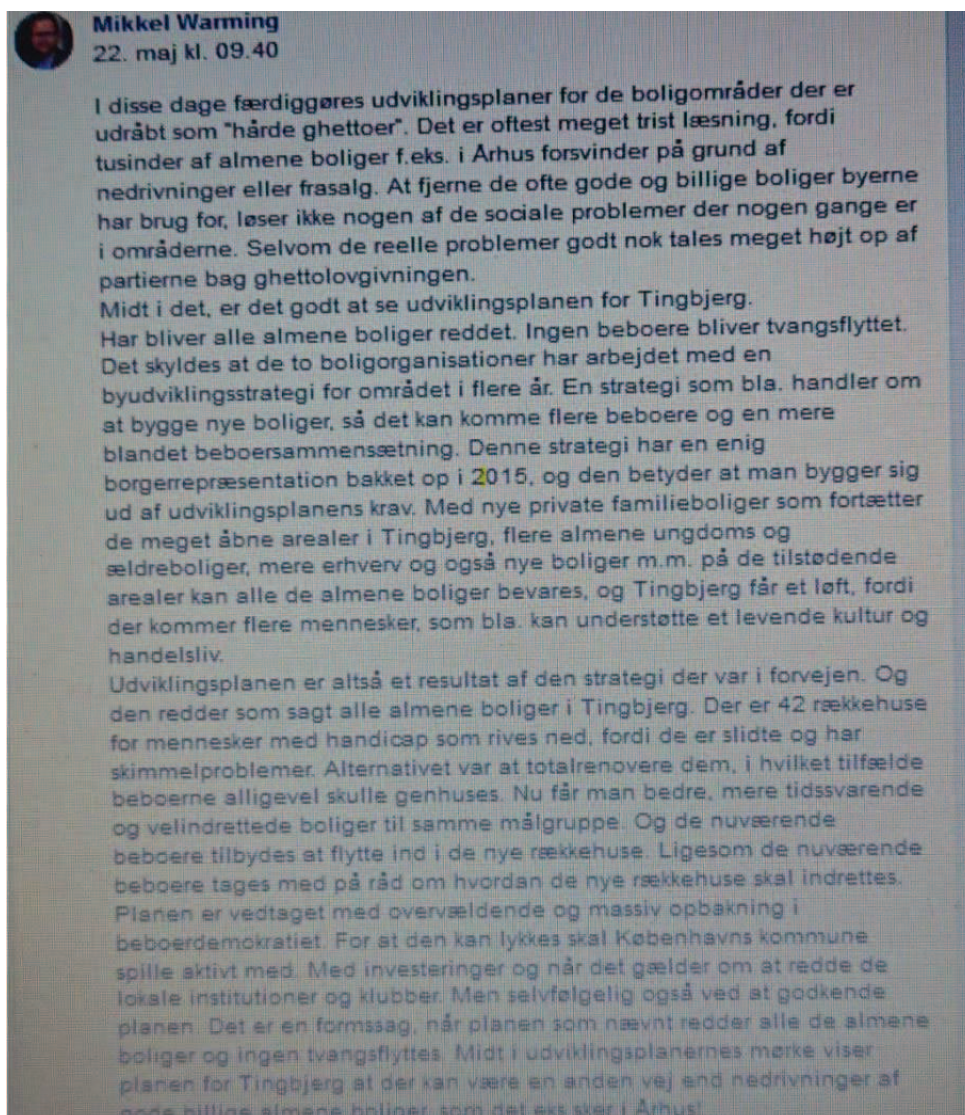 Mikkel Warming
22. maj kl. 09.40
I disse dage færdiggøres udviklingsplaner for de boligområder der er
udråbt som "hårde ghettoer". Det er oftest meget trist læsning, fordi
tusinder af almene boliger f.eks. i Århus forsvinder på grund af
nedrivninger eller frasalg. At fjerne de ofte gode og billige boliger byerne
har brug for, løser ikke nogen af de sociale problemer der nogen gange er
i områderne. Selvom de reelle problemer godt nok tales meget højt op af
partierne bag ghettolovgivningen.
Midt i det, er det godt at se udviklingsplanen for Tingbjerg.
Har bliver alle almene boliger reddet. Ingen beboere bliver tvangsflyttet.
Det skyldes at de to boligorganisationer har arbejdet med en
byudviklingsstrategi for området i flere år. En strategi som bla. handler om
at bygge nye boliger, så det kan komme flere beboere og en mere
blandet beboersammensætning. Denne strategi har en enig
borgerrepræsentation bakket op i 2015, og den betyder at man bygger sig
ud af udviklingsplanens krav. Med nye private familieboliger som fortætter
de meget åbne arealer i Tingbjerg, flere almene ungdoms og
ældreboliger, mere erhverv og også nye boliger m.m. på de tilstødende
arealer kan alle de almene boliger bevares, og Tingbjerg får et løft, fordi
der kommer flere mennesker, som bla. kan understøtte et levende kultur og
handelsliv.
Udviklingsplanen er altså et resultat af den strategi der var i forvejen. Og
den redder som sagt alle almene boliger i Tingbjerg. Der er 42 rækkehuse
for mennesker med handicap som rives ned, fordi de er slidte og har
skimmelproblemer. Alternativet var at totalrenovere dem, i hvilket tilfælde
beboerne alligevel skulle genhuses. Nu får man bedre, mere tidssvarende
og velindrettede boliger til samme målgruppe. Og de nuværende
beboere tilbydes at flytte ind i de nye rækkehuse. Ligesom de nuværende
beboere tages med på råd om hvordan de nye rækkehuse skal indrettes.
Planen er vedtaget med overvældende og massiv opbakning i
beboerdemokratiet. For at den kan lykkes skal Københavns kommune
spille aktivt med. Med investeringer og når det gælder om at redde de
lokale institutioner og klubber. Men selvfølgelig også ved at godkende
planen. Det er en formssag, når planen som nævnt redder alle de almene
boliger og ingen tvangsflyttes. Midt i udviklingsplanernes mørke viser
planen for Tingbjerg at der kan være en anden vej end nedrivninger af
gode billige almene boliger, som det eks sker i Århus!